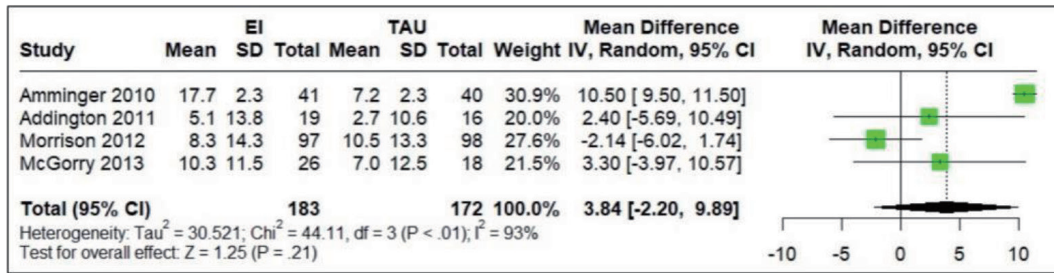 EI TAU Mean Difference Mean Difference
Study Mean SD Total Mean SD Total Weight IV, Random, 95% CI IV, Random, 95% CI
Amminger 2010 17.7 2.3 41 7.2 2.3 40 30.9% 10.50 [ 9.50, 11.50]
Addington 2011 5.1 13.8 19 2.7 10.6 16 20.0% 2.40 [-5.69, 10.49]
Morrison 2012 8.3 14.3 97 10.5 13.3 98 27.6% -2.14 [-6.02, 1.74]
McGorry 2013 10.3 11.5 26 7.0 12.5 18 21.5% 3.30 [-3.97, 10.57]
Total (95% CI) 183 172 100.0% 3.84 [-2.20, 9.89]
Heterogeneity: Tau² = 30.521; Chi² = 44.11, df = 3 (P < .01); I² = 93%
Test for overall effect: Z = 1.25 (P = .21)
-10 -5 0 5 10